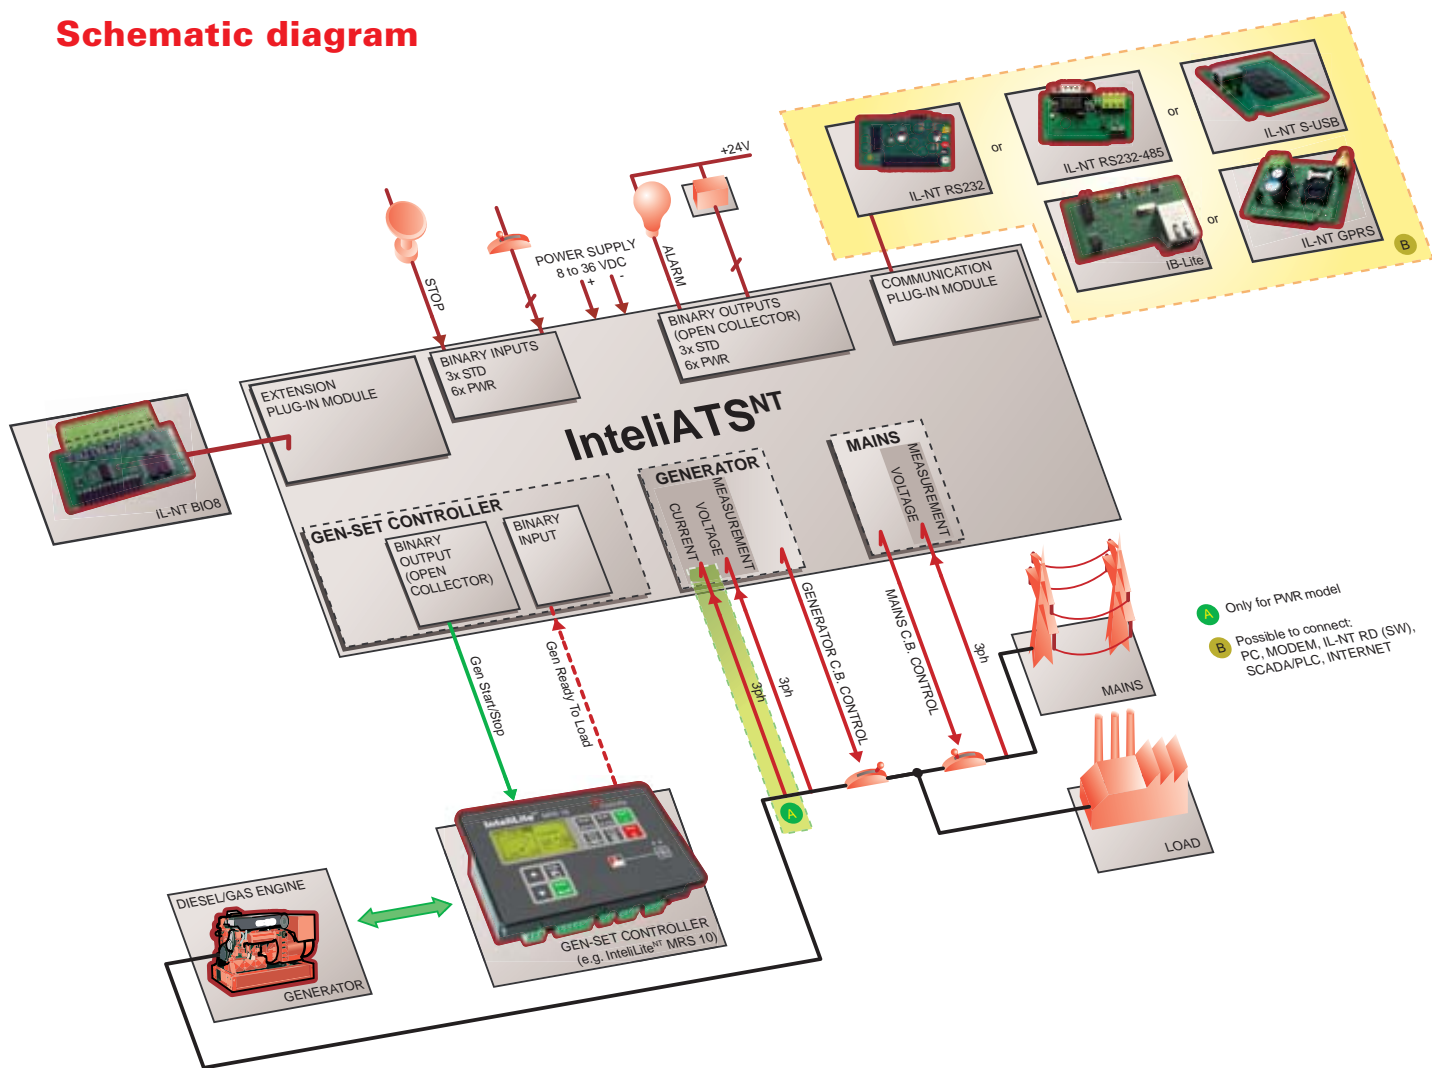 Schematic diagram
+24V
IL-NT RS232
or
IL-NT RS232-485
or
IL-NT S-USB
IB-Lite
or
IL-NT GPRS
B
STOP
POWER SUPPLY
8 to 36 VDC
+
-
ALARM
EXTENSION
PLUG-IN MODULE
BINARY INPUTS
3x STD
6x PWR
BINARY OUTPUTS
(OPEN COLLECTOR)
3x STD
6x PWR
COMMUNICATION
PLUG-IN MODULE
IL-NT BIO8
InteliATS NT
GEN-SET CONTROLLER
BINARY
OUTPUT
(OPEN
COLLECTOR)
BINARY
INPUT
GENERATOR
CURRENT
VOLTAGE
MEASUREMENT
MAINS
VOLTAGE
MEASUREMENT
Gen Start/Stop
Gen Ready To Load
3ph
3ph
GENERATOR C.B. CONTROL
MAINS C.B. CONTROL
3ph
MAINS
A Only for PWR model
B Possible to connect:
PC, MODEM, IL-NT RD (SW),
SCADA/PLC, INTERNET
A
LOAD
InteliLite
GEN-SET CONTROLLER
(e.g. InteliLite NT MRS 10)
DIESEL/GAS ENGINE
GENERATOR